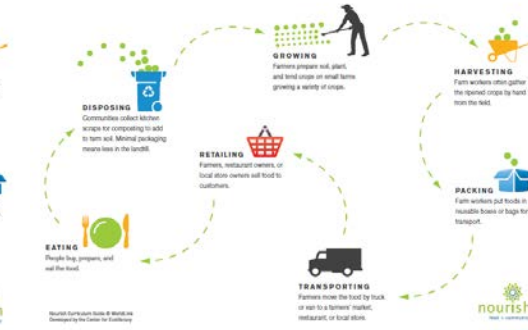 GROWING
Farmers prepare soil, plant,
and tend crops on small farms
growing a variety of crops.
HARVESTING
Farm workers often gather
the ripened crops by hand
from the field.
PACKING
Farm workers put foods in
reusable boxes or bags for
transport.
TRANSPORTING
Farmers move the food by truck
or van to a farmers' market,
restaurant, or local store.
RETAILING
Farmers, restaurant owners, or
local store owners sell food to
customers.
EATING
People buy, prepare, and
eat the food.
DISPOSING
Communities collect kitchen
scraps for composting to add
to farm soil. Minimal packaging
means less in the landfill.
Nourish Curriculum Guide © WorldLink
Developed by the Center for Ecoliteracy
nourish